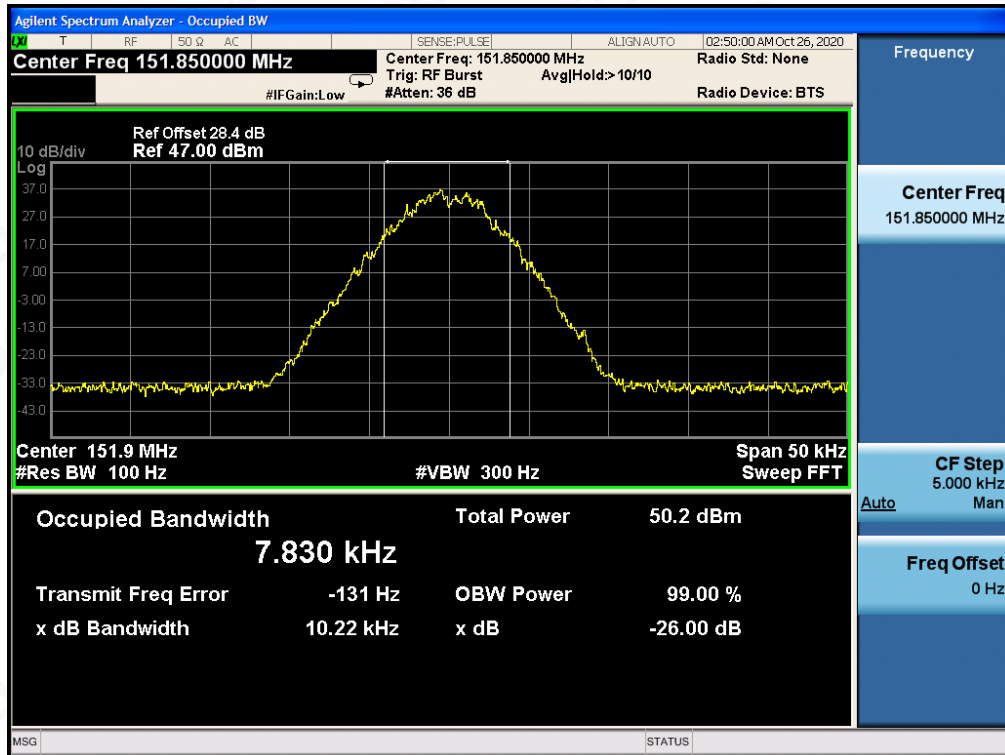 Agilent Spectrum Analyzer - Occupied BW
LXI T RF 50 Ω AC SENSE:PULSE ALIGN AUTO 02:50:00 AM Oct 26, 2020
Center Freq 151.850000 MHz
Center Freq: 151.850000 MHz Radio Std: None
Trig: RF Burst Avg|Hold:>10/10
#IFGain:Low #Atten: 36 dB Radio Device: BTS
Ref Offset 28.4 dB
10 dB/div Ref 47.00 dBm
Log
37.0
27.0
17.0
7.00
-3.00
-13.0
-23.0
-33.0
-43.0
Center 151.9 MHz Span 50 kHz
#Res BW 100 Hz #VBW 300 Hz Sweep FFT
Occupied Bandwidth Total Power 50.2 dBm
7.830 kHz
Transmit Freq Error -131 Hz OBW Power 99.00 %
x dB Bandwidth 10.22 kHz x dB -26.00 dB
MSG STATUS
Frequency
Center Freq
151.850000 MHz
CF Step
5.000 kHz
Auto Man
Freq Offset
0 Hz